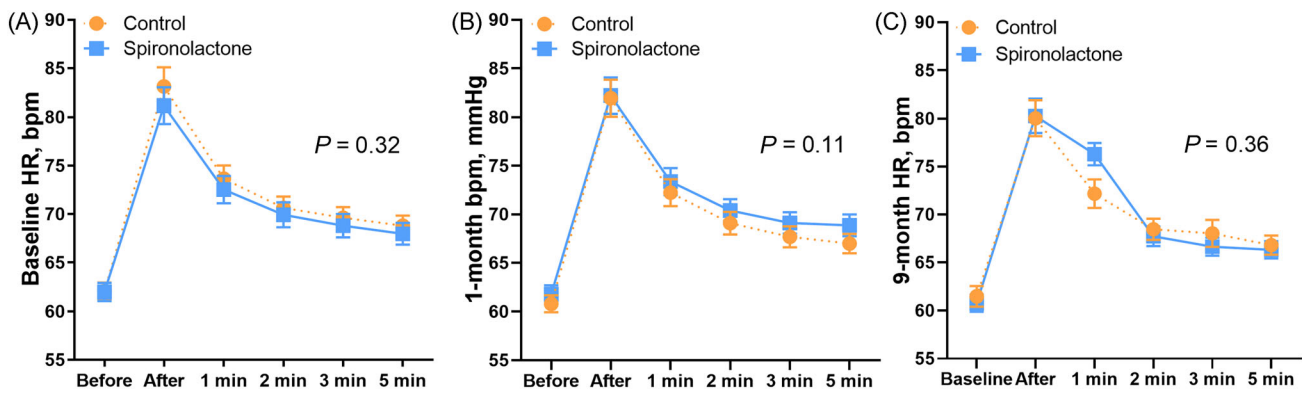 (A)
Control
Spironolactone
Baseline HR, bpm
90
85
80
75
70
65
60
55
P = 0.32
Before After 1 min 2 min 3 min 5 min
(B)
Control
Spironolactone
1-month bpm, mmHg
90
85
80
75
70
65
60
55
P = 0.11
Before After 1 min 2 min 3 min 5 min
(C)
Control
Spironolactone
9-month HR, bpm
90
85
80
75
70
65
60
55
P = 0.36
Baseline After 1 min 2 min 3 min 5 min